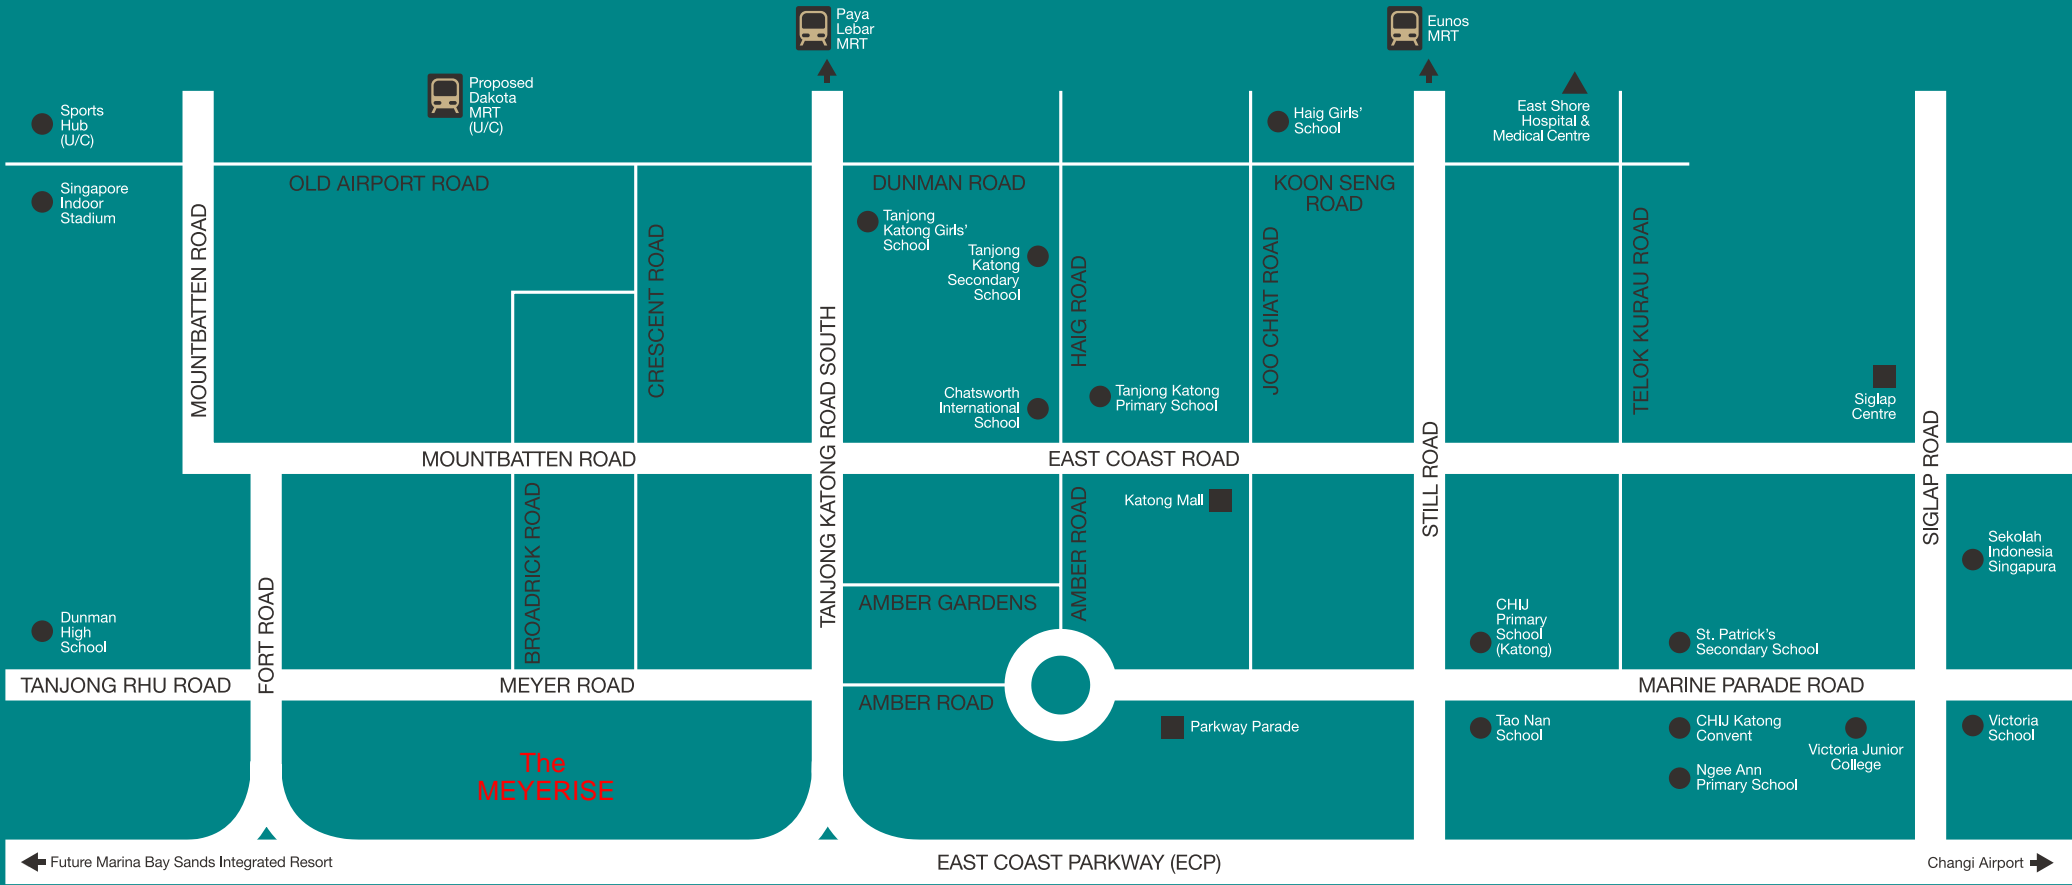 Paya
Lebar
MRT
Eunos
MRT
Proposed
Dakota
MRT
(U/C)
Sports
Hub
(U/C)
Haig Girls'
School
East Shore
Hospital &
Medical Centre
OLD AIRPORT ROAD
DUNMAN ROAD
KOON SENG
ROAD
Singapore
Indoor
Stadium
MOUNTBATTEN ROAD
CRESCENT ROAD
Tanjong
Katong Girls'
School
Tanjong
Katong
Secondary
School
HAIG ROAD
JOO CHIAT ROAD
TELOK KURAU ROAD
TANJONG KATONG ROAD SOUTH
Chatsworth
International
School
Tanjong Katong
Primary School
Siglap
Centre
MOUNTBATTEN ROAD
EAST COAST ROAD
STILL ROAD
SIGLAP ROAD
BROADRICK ROAD
AMBER ROAD
Katong Mall
Sekolah
Indonesia
Singapura
FORT ROAD
AMBER GARDENS
Dunman
High
School
CHIJ
Primary
School
(Katong)
St. Patrick's
Secondary School
TANJONG RHU ROAD
MEYER ROAD
MARINE PARADE ROAD
AMBER ROAD
Parkway Parade
Tao Nan
School
CHIJ Katong
Convent
Victoria Junior
College
Victoria
School
Ngee Ann
Primary School
The
MEYERISE
Future Marina Bay Sands Integrated Resort
EAST COAST PARKWAY (ECP)
Changi Airport